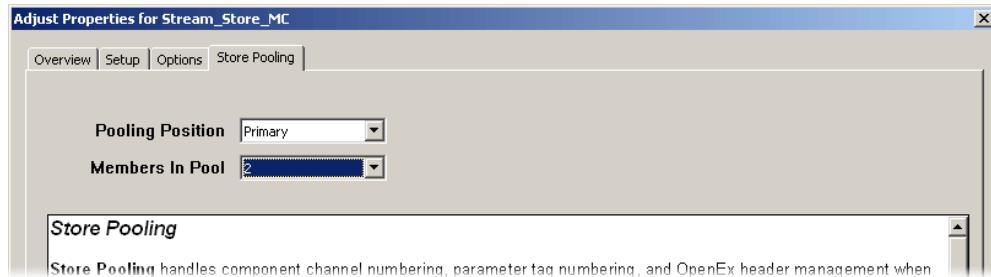 Adjust Properties for Stream_Store_MC
Overview Setup Options Store Pooling
Pooling Position Primary
Members In Pool 2
Store Pooling
Store Pooling handles component channel numbering, parameter tag numbering, and OpenEx header management when